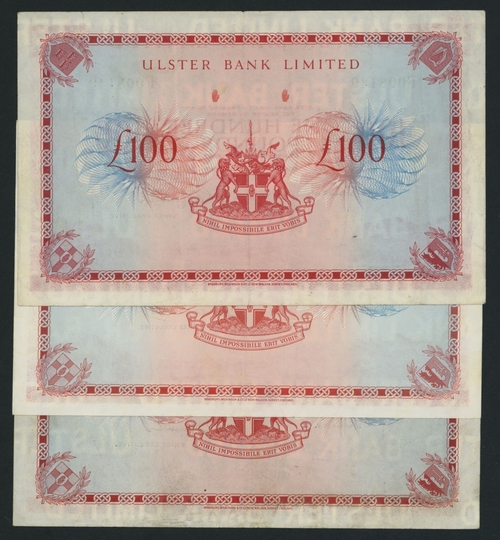 ULSTER BANK LIMITED
£100 £100
NIHIL IMPOSSIBILE ERIT VOBIS
NIHIL IMPOSSIBILE ERIT VOBIS
NIHIL IMPOSSIBILE ERIT VOBIS